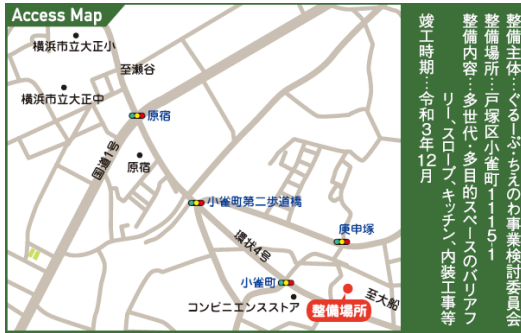 Access Map
横浜市立大正小
至瀬谷
横浜市立大正中
原宿
国道1号
原宿
小雀町第二歩道橋
環状4号
庚申塚
小雀町
至大船
コンビニエンスストア
整備場所
整備主体…ぐるーぷ・ちえのわ事業検討委員会
整備場所…戸塚区小雀町1115-1
整備内容…多世代・多目的スペースのバリアフ
リー、スロープ、キッチン、内装工事等
竣工時期…令和3年12月